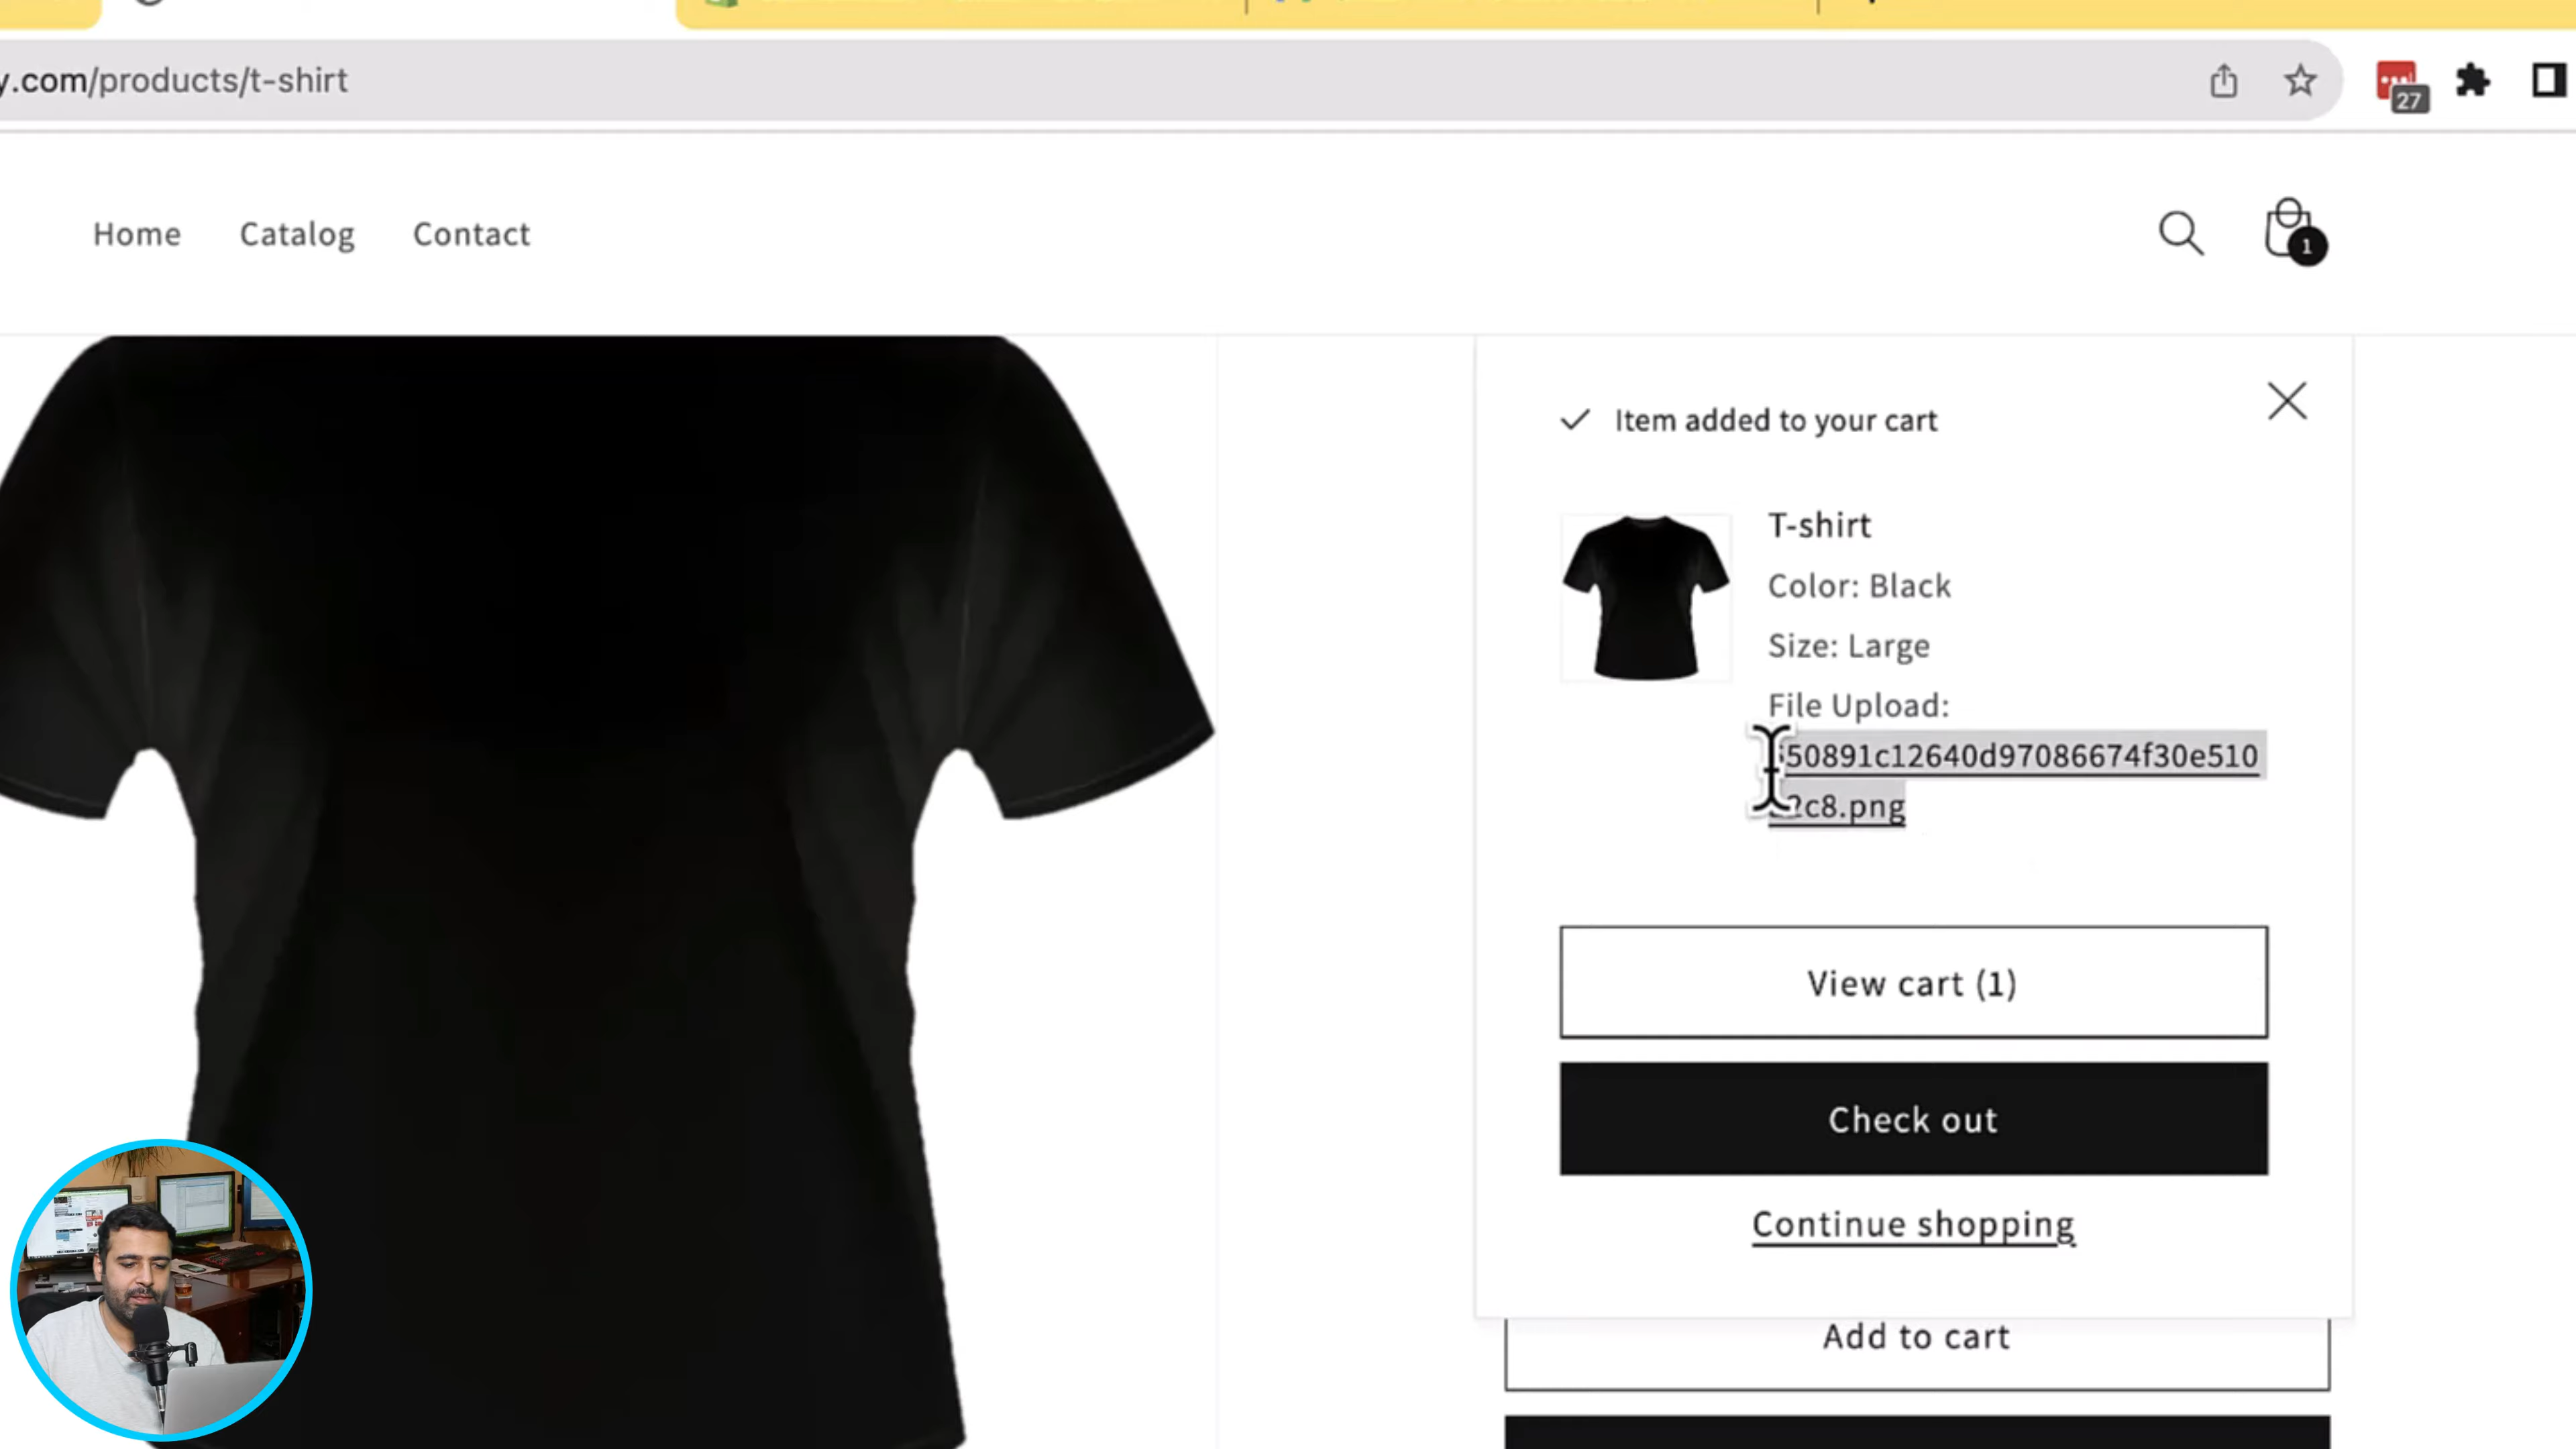 y.com/products/t-shirt
27
Home Catalog Contact
1
Item added to your cart
T-shirt
Color: Black
Size: Large
File Upload:
50891c12640d97086674f30e510
2c8.png
View cart (1)
Check out
Continue shopping
Add to cart